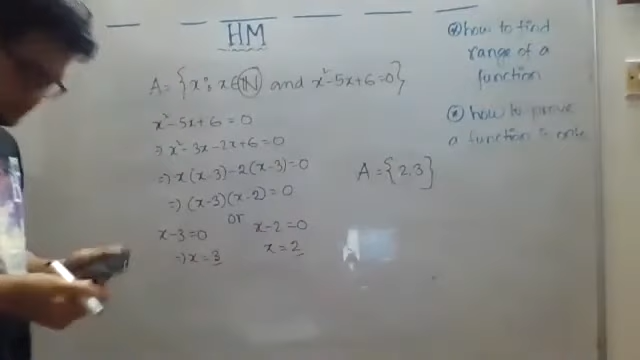 HM
A = {x : x ∈ ℕ and x² - 5x + 6 = 0},
x² - 5x + 6 = 0
⇒ x² - 3x - 2x + 6 = 0
⇒ x(x-3) - 2(x-3) = 0
⇒ (x-3)(x-2) = 0
x-3 = 0 or x-2 = 0
⇒ x = 3 x = 2
A = {2,3}
how to find
range of a
function
how to prove
a function is one